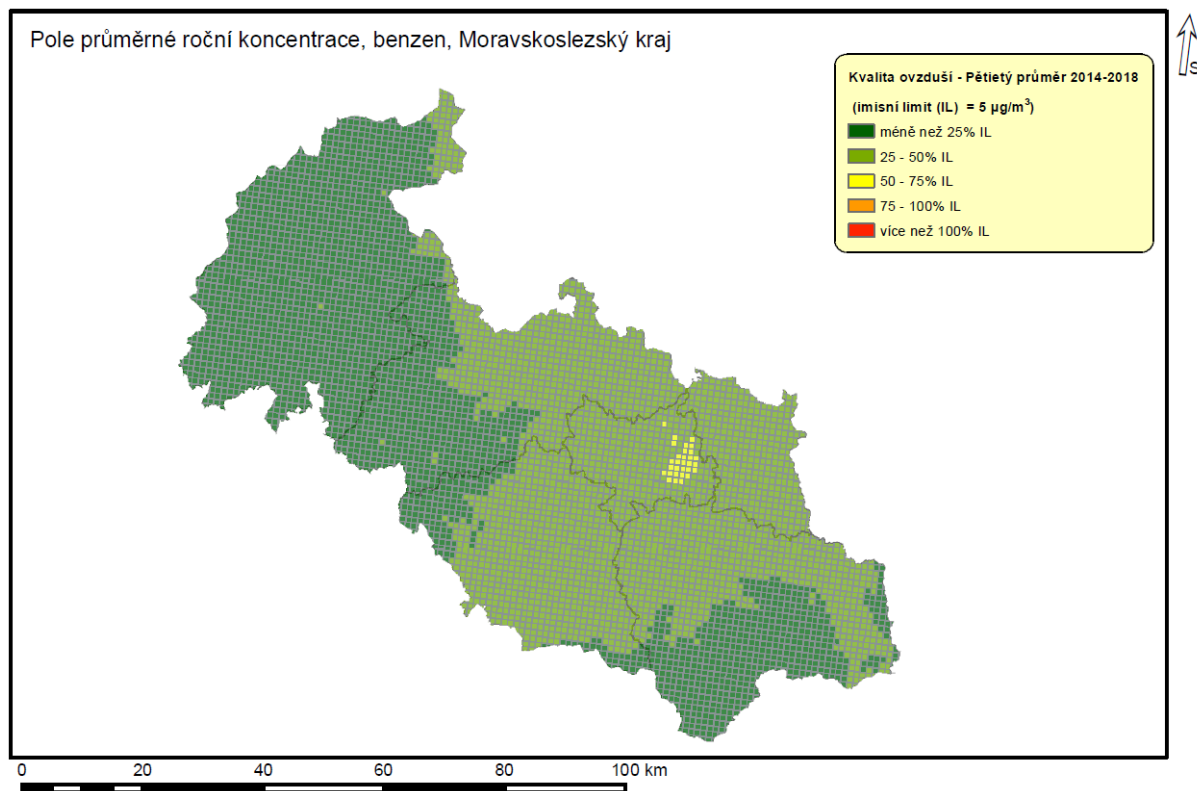 Pole průměrné roční koncentrace, benzen, Moravskoslezský kraj
S
Kvalita ovzduší - Pětietý průměr 2014-2018
(imisní limit (IL) = 5 µg/m³)
méně než 25% IL
25 - 50% IL
50 - 75% IL
75 - 100% IL
více než 100% IL
0 20 40 60 80 100 km